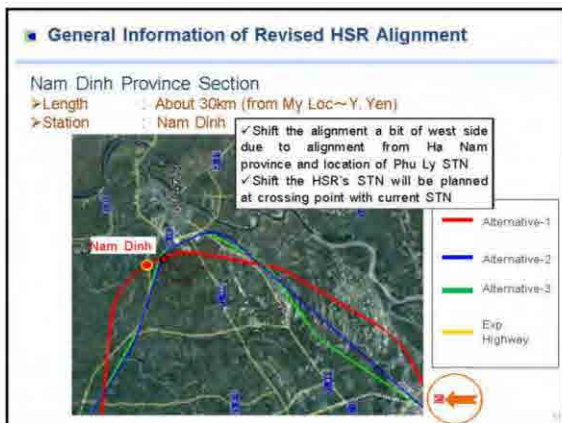 General Information of Revised HSR Alignment
Nam Dinh Province Section
➢Length : About 30km (from My Loc～Y. Yen)
➢Station : Nam Dinh
✓Shift the alignment a bit of west side
due to alignment from Ha Nam
province and location of Phu Ly STN
✓Shift the HSR's STN will be planned
at crossing point with current STN
Nam Dinh
Alternative-1
Alternative-2
Alternative-3
Exp
Highway